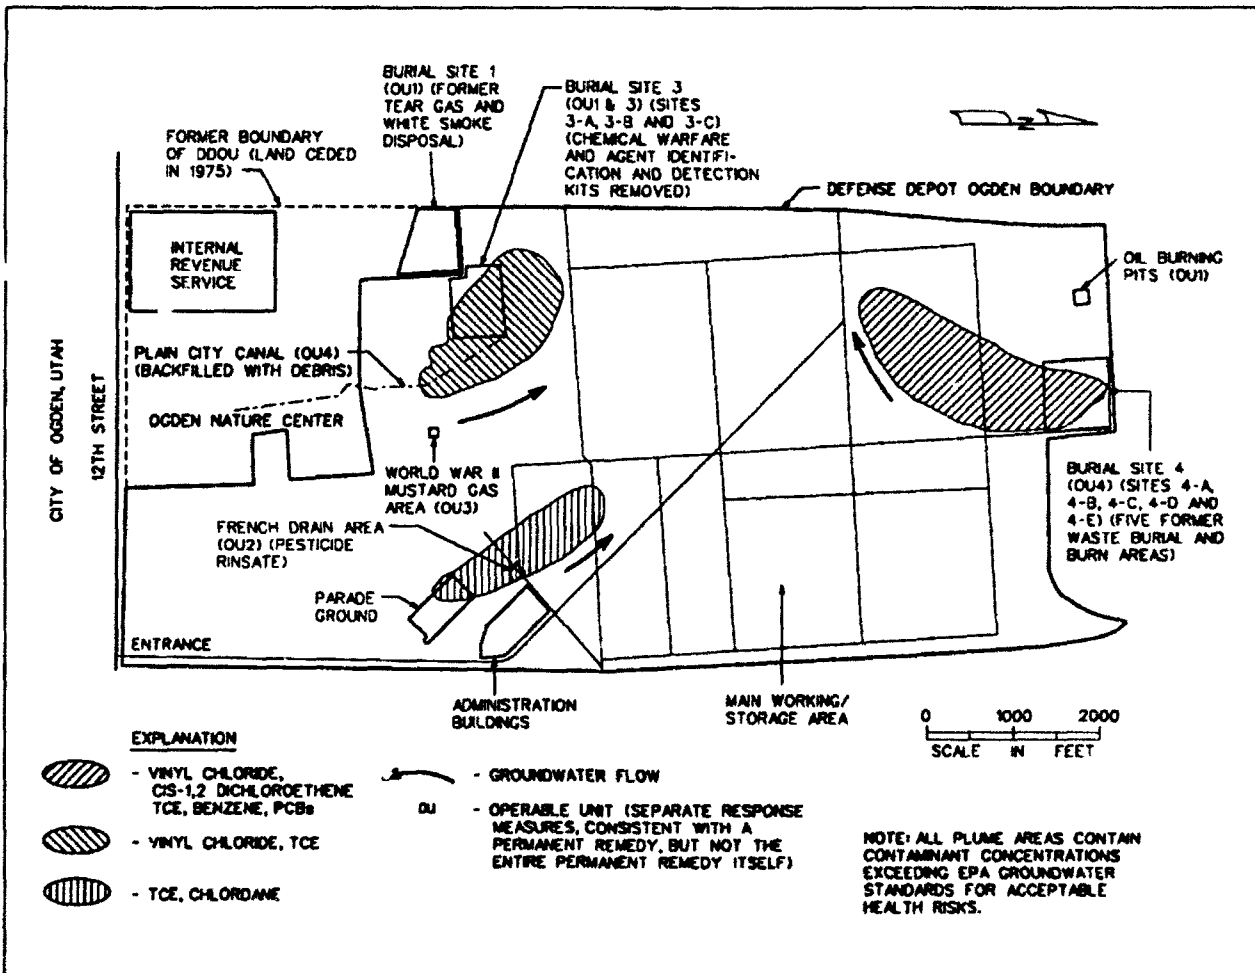 BURIAL SITE 1
(OU1) (FORMER
TEAR GAS AND
WHITE SMOKE
DISPOSAL)
BURIAL SITE 3
(OU1 & 3) (SITES
3-A, 3-B AND 3-C)
(CHEMICAL WARFARE
AND AGENT IDENTIFI-
CATION AND DETECTION
KITS REMOVED)
FORMER BOUNDARY
OF DDOU (LAND CEDED
IN 1975)
N
DEFENSE DEPOT OGDEN BOUNDARY
INTERNAL
REVENUE
SERVICE
OIL BURNING
PITS (OU1)
PLAIN CITY CANAL (OU4)
(BACKFILLED WITH DEBRIS)
OGDEN NATURE CENTER
CITY OF OGDEN, UTAH
12TH STREET
WORLD WAR II
MUSTARD GAS
AREA (OU3)
BURIAL SITE 4
(OU4) (SITES 4-A,
4-B, 4-C, 4-D AND
4-E) (FIVE FORMER
WASTE BURIAL AND
BURN AREAS)
FRENCH DRAIN AREA
(OU2) (PESTICIDE
RINSATE)
PARADE
GROUND
ENTRANCE
ADMINISTRATION
BUILDINGS
MAIN WORKING/
STORAGE AREA
0 1000 2000
SCALE IN FEET
EXPLANATION
- VINYL CHLORIDE,
CIS-1,2 DICHLOROETHENE
TCE, BENZENE, PCBs
- VINYL CHLORIDE, TCE
- TCE, CHLORDANE
- GROUNDWATER FLOW
OU - OPERABLE UNIT (SEPARATE RESPONSE
MEASURES, CONSISTENT WITH A
PERMANENT REMEDY, BUT NOT THE
ENTIRE PERMANENT REMEDY ITSELF)
NOTE: ALL PLUME AREAS CONTAIN
CONTAMINANT CONCENTRATIONS
EXCEEDING EPA GROUNDWATER
STANDARDS FOR ACCEPTABLE
HEALTH RISKS.